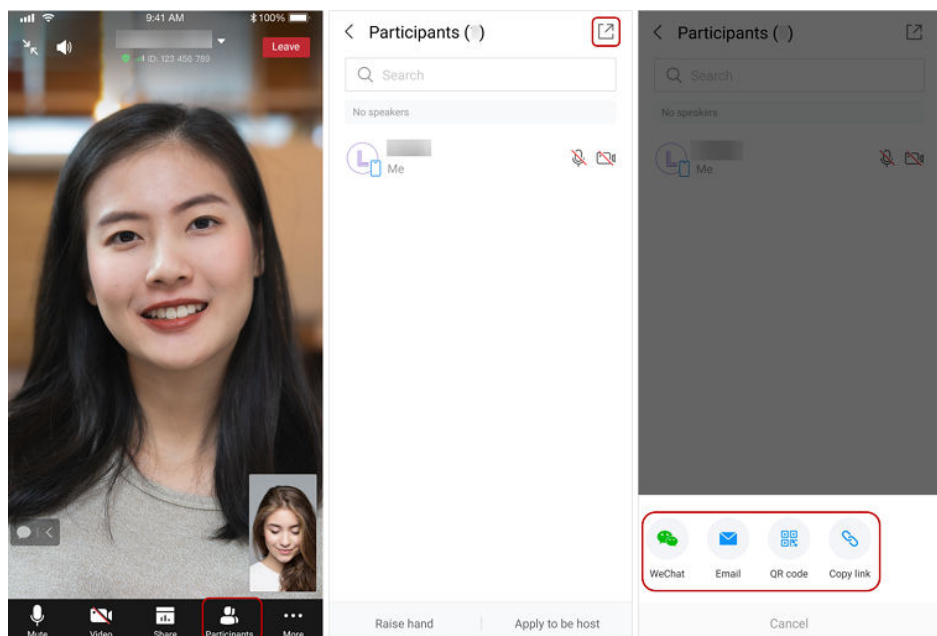 9:41 AM
100%
Leave
ID: 123 456 789
Mute
Video
Share
Participants
More
Participants ( )
Search
No speakers
L
Me
Raise hand
Apply to be host
Participants ( )
Search
No speakers
L
Me
WeChat
Email
QR code
Copy link
Cancel